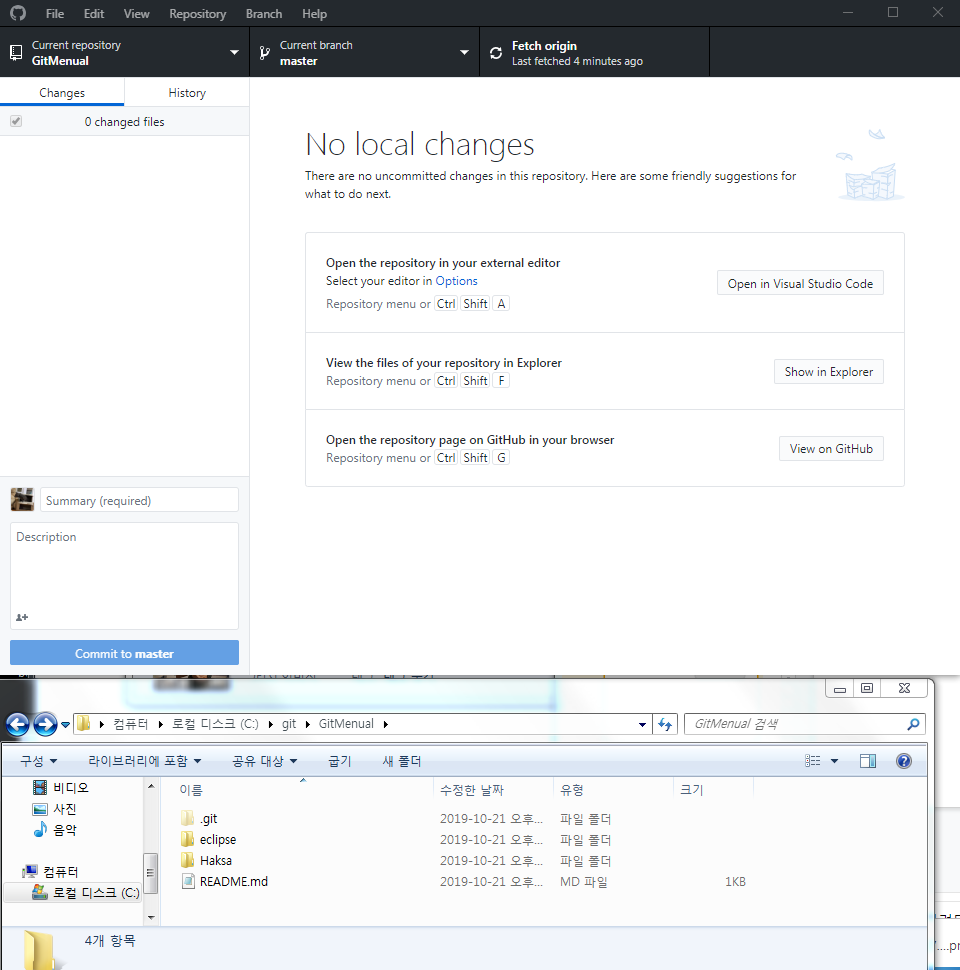 File Edit View Repository Branch Help
Current repository
GitMenual
Current branch
master
Fetch origin
Last fetched 4 minutes ago
Changes History
0 changed files
No local changes
There are no uncommitted changes in this repository. Here are some friendly suggestions for
what to do next.
Open the repository in your external editor
Select your editor in Options
Repository menu or Ctrl Shift A
Open in Visual Studio Code
View the files of your repository in Explorer
Repository menu or Ctrl Shift F
Show in Explorer
Open the repository page on GitHub in your browser
Repository menu or Ctrl Shift G
View on GitHub
Summary (required)
Description
Commit to master
컴퓨터 로컬 디스크 (C:) git GitMenual
GitMenual 검색
구성 라이브러리에 포함 공유 대상 굽기 새 폴더
비디오
사진
음악
컴퓨터
로컬 디스크 (C:)
이름 수정한 날짜 유형 크기
.git 2019-10-21 오후... 파일 폴더
eclipse 2019-10-21 오후... 파일 폴더
Haksa 2019-10-21 오후... 파일 폴더
README.md 2019-10-21 오후... MD 파일 1KB
4개 항목